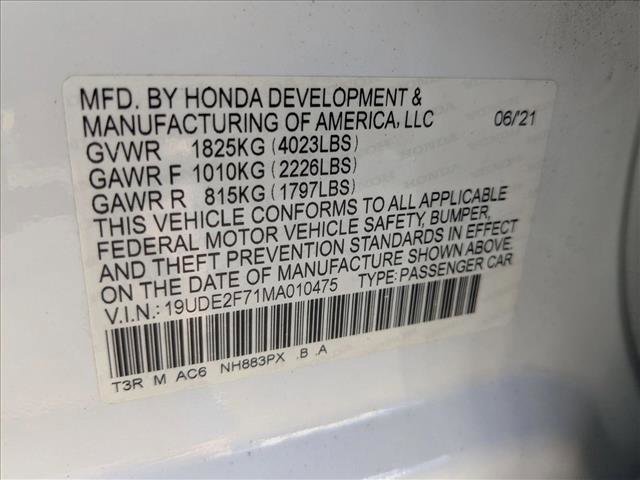 MFD. BY HONDA DEVELOPMENT &
MANUFACTURING OF AMERICA, LLC 06/'21
GVWR 1825KG (4023LBS)
GAWR F 1010KG (2226LBS)
GAWR R 815KG (1797LBS)
THIS VEHICLE CONFORMS TO ALL APPLICABLE
FEDERAL MOTOR VEHICLE SAFETY, BUMPER,
AND THEFT PREVENTION STANDARDS IN EFFECT
ON THE DATE OF MANUFACTURE SHOWN ABOVE.
V.I.N.: 19UDE2F71MA010475 TYPE: PASSENGER CAR
T3R M AC6 NH883PX .B .A